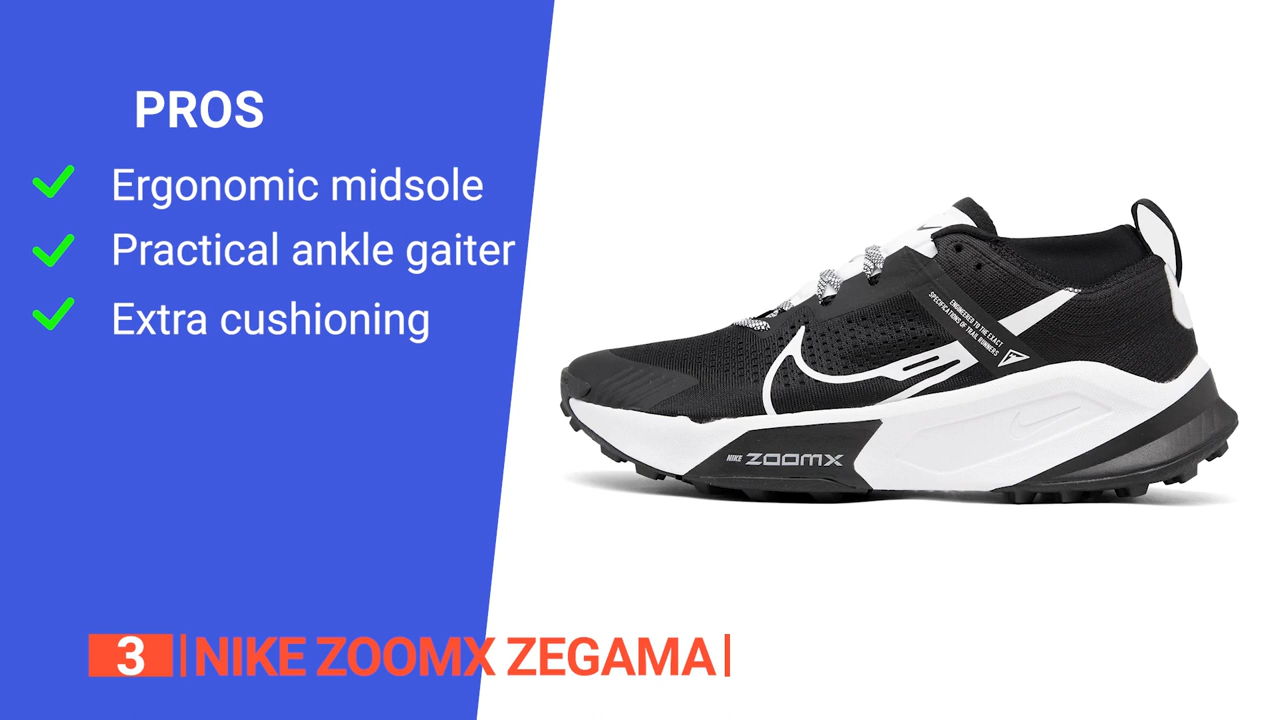 PROS
Ergonomic midsole
Practical ankle gaiter
Extra cushioning
ENGINEERED TO THE EXACT
SPECIFICATIONS OF TRAIL RUNNERS
NIKE ZOOMX
3 NIKE ZOOMX ZEGAMA